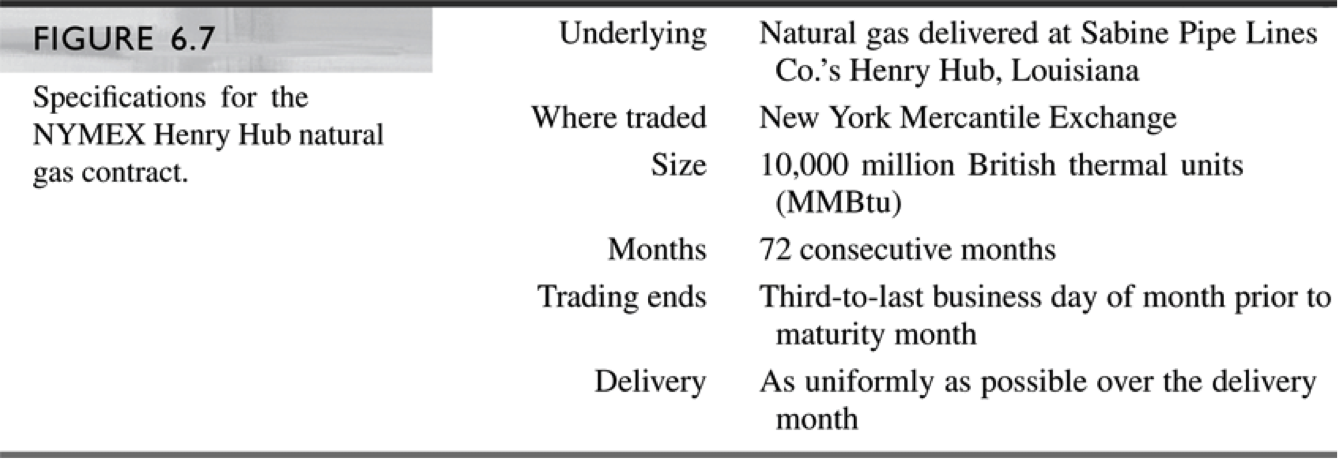 FIGURE 6.7
Specifications for the
NYMEX Henry Hub natural
gas contract.
Underlying Natural gas delivered at Sabine Pipe Lines
Co.’s Henry Hub, Louisiana
Where traded New York Mercantile Exchange
Size 10,000 million British thermal units
(MMBtu)
Months 72 consecutive months
Trading ends Third-to-last business day of month prior to
maturity month
Delivery As uniformly as possible over the delivery
month